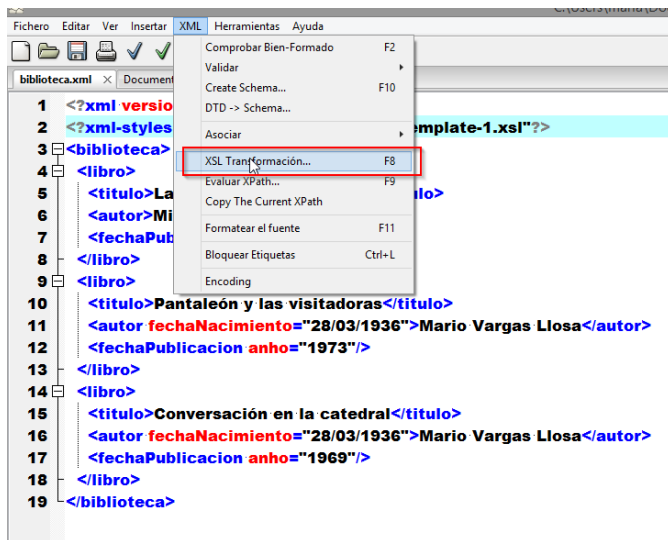 C:\Users\maria\Do
Fichero Editar Ver Insertar XML Herramientas Ayuda
biblioteca.xml × Document
Comprobar Bien-Formado F2
Validar
Create Schema... F10
DTD -> Schema...
Asociar
XSL Transformación... F8
Evaluar XPath... F9
Copy The Current XPath
Formatear el fuente F11
Bloquear Etiquetas Ctrl+L
Encoding
1 <?xml versio
2 <?xml-styles emplate-1.xsl"?>
3 <biblioteca>
4 <libro>
5 <titulo>La ulo>
6 <autor>Mi
7 <fechaPub
8 </libro>
9 <libro>
10 <titulo>Pantaleón y las visitadoras</titulo>
11 <autor fechaNacimiento="28/03/1936">Mario Vargas Llosa</autor>
12 <fechaPublicacion anho="1973"/>
13 </libro>
14 <libro>
15 <titulo>Conversación en la catedral</titulo>
16 <autor fechaNacimiento="28/03/1936">Mario Vargas Llosa</autor>
17 <fechaPublicacion anho="1969"/>
18 </libro>
19 </biblioteca>